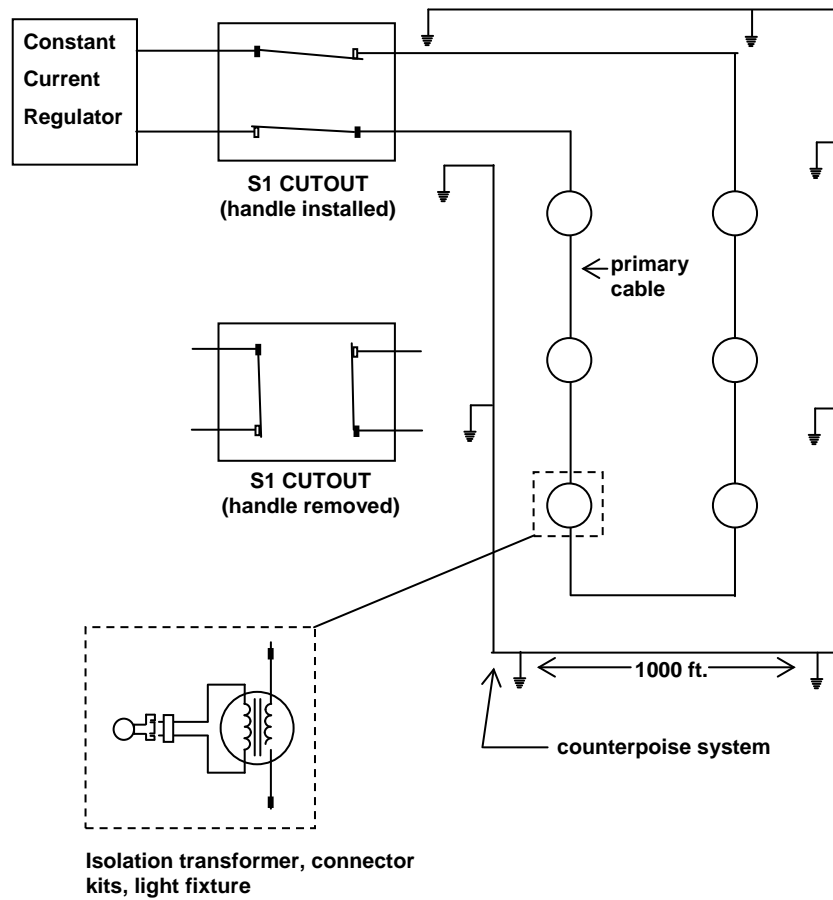 Constant
Current
Regulator
S1 CUTOUT
(handle installed)
primary
cable
S1 CUTOUT
(handle removed)
1000 ft.
counterpoise system
Isolation transformer, connector
kits, light fixture